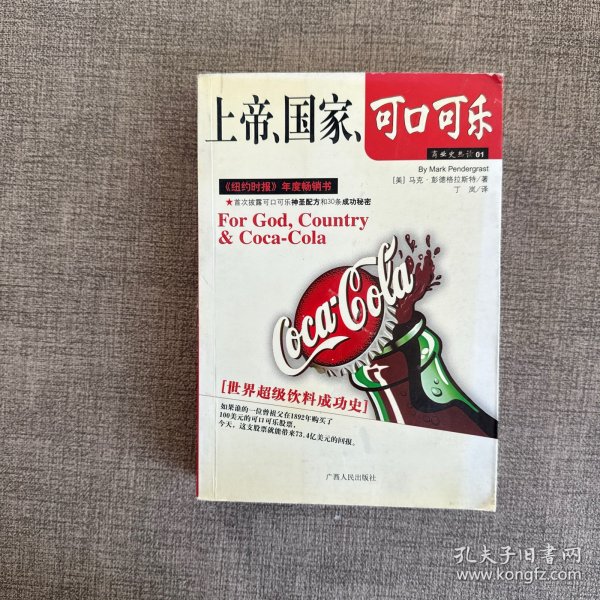 上帝、国家、可口可乐
商业史热读01
By Mark Pendergrast
[美] 马克·彭德格拉斯特/著
丁 岚/译
《纽约时报》年度畅销书
★首次披露可口可乐神圣配方和30条成功秘密
For God, Country
& Coca-Cola
Coca-Cola
[世界超级饮料成功史]
如果谁的一位曾祖父在1892年购买了
100美元的可口可乐股票,
今天,这支股票就能带来73.4亿美元的回报。
广西人民出版社
孔夫子旧书网
www.kongfz.com